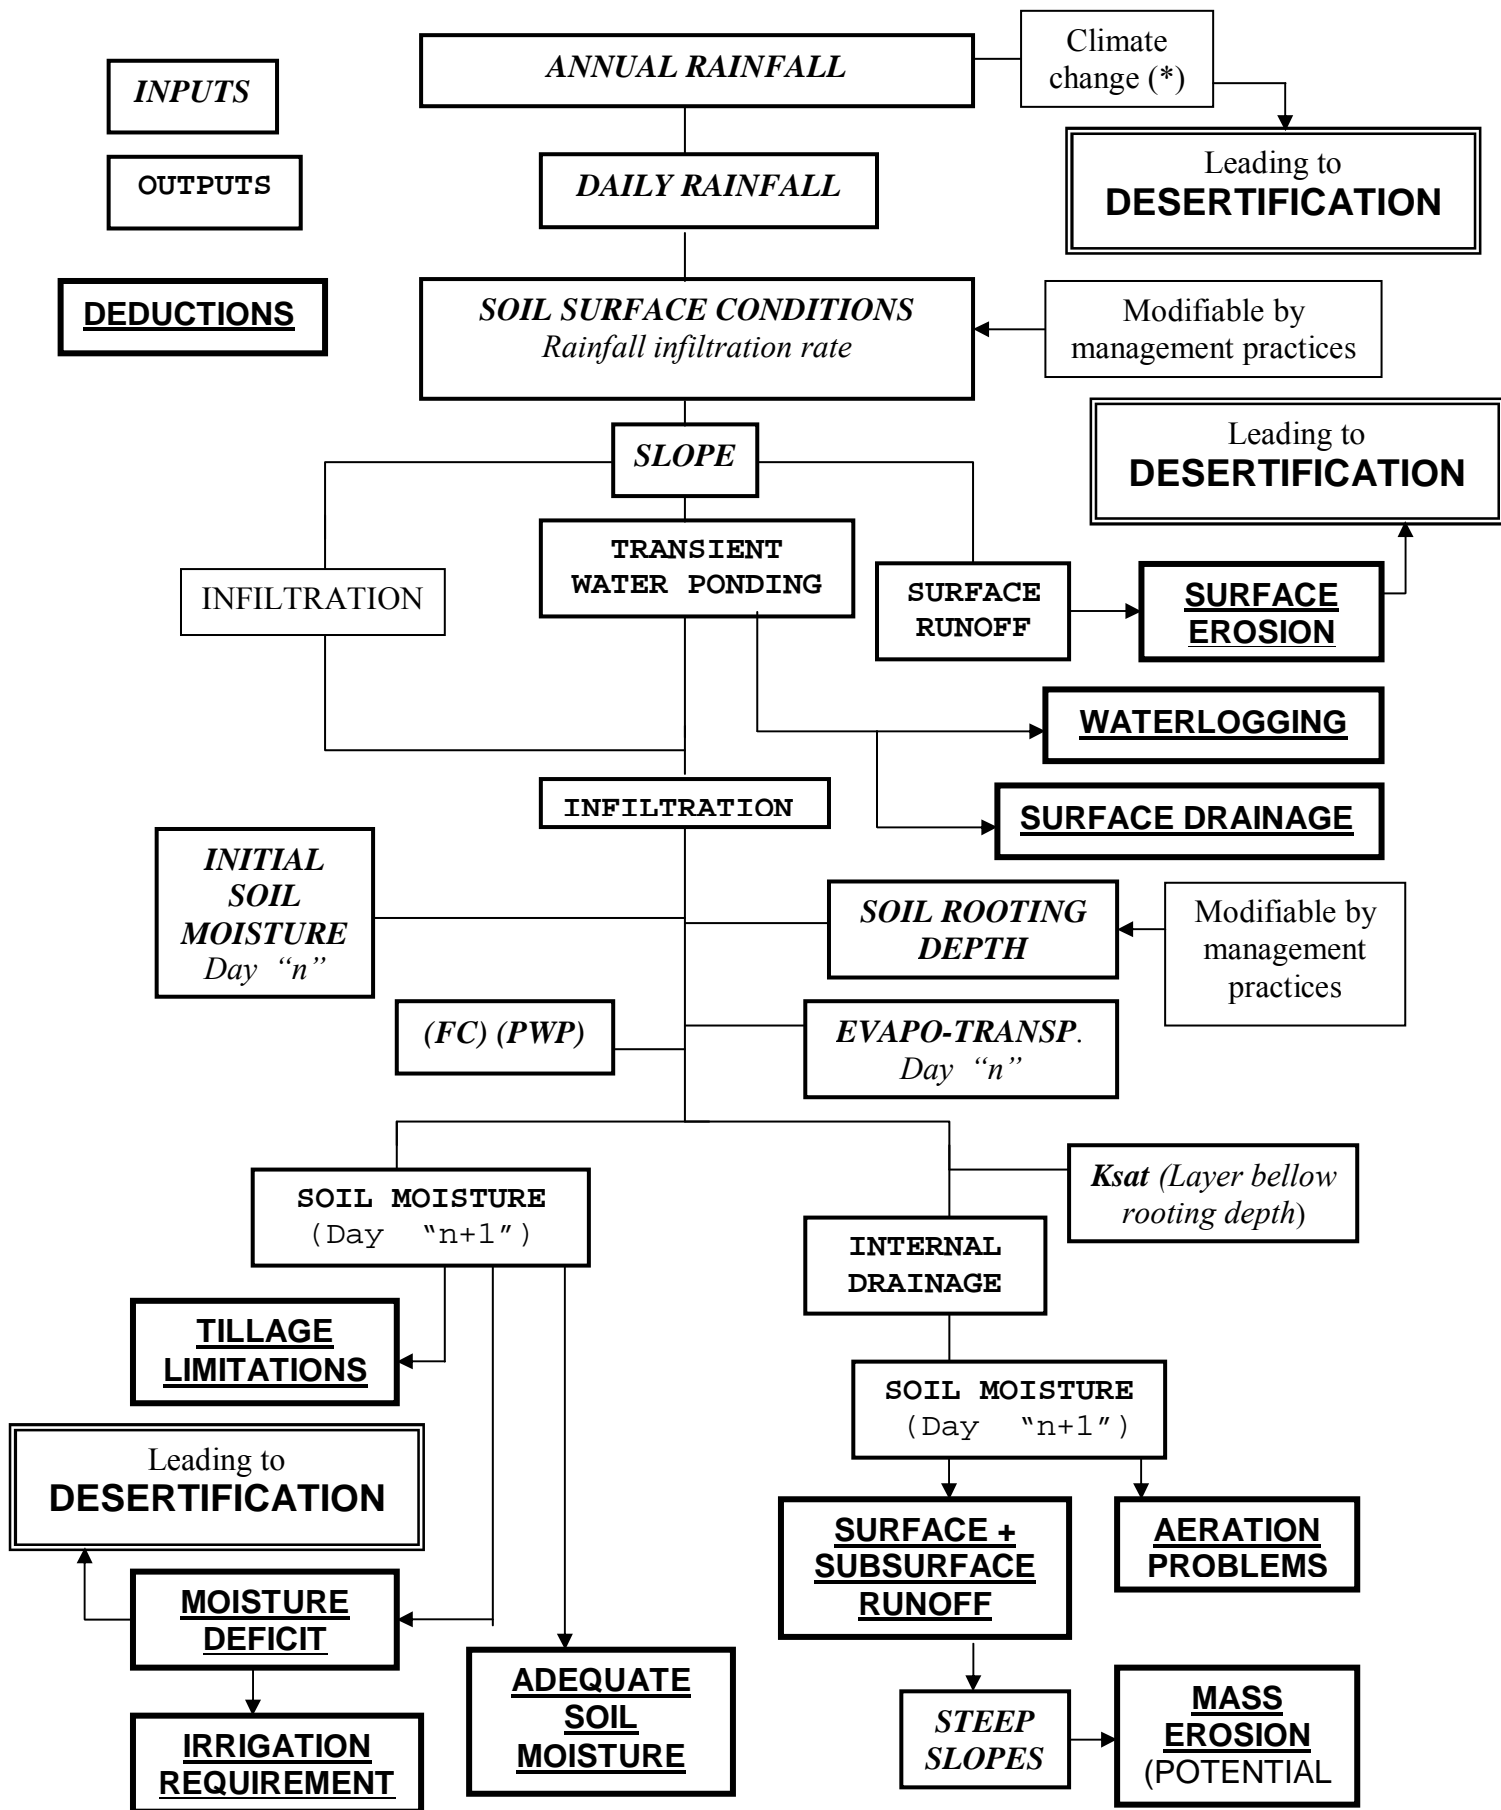 INPUTS
OUTPUTS
DEDUCTIONS
ANNUAL RAINFALL
Climate
change (*)
Leading to
DESERTIFICATION
DAILY RAINFALL
SOIL SURFACE CONDITIONS
Rainfall infiltration rate
Modifiable by
management practices
SLOPE
Leading to
DESERTIFICATION
INFILTRATION
TRANSIENT
WATER PONDING
SURFACE
RUNOFF
SURFACE
EROSION
WATERLOGGING
INFILTRATION
SURFACE DRAINAGE
INITIAL
SOIL
MOISTURE
Day “n”
SOIL ROOTING
DEPTH
Modifiable by
management
practices
(FC) (PWP)
EVAPO-TRANSP.
Day “n”
SOIL MOISTURE
(Day “n+1”)
Ksat (Layer bellow
rooting depth)
INTERNAL
DRAINAGE
TILLAGE
LIMITATIONS
SOIL MOISTURE
(Day “n+1”)
Leading to
DESERTIFICATION
SURFACE +
SUBSURFACE
RUNOFF
AERATION
PROBLEMS
MOISTURE
DEFICIT
ADEQUATE
SOIL
MOISTURE
IRRIGATION
REQUIREMENT
STEEP
SLOPES
MASS
EROSION
(POTENTIAL